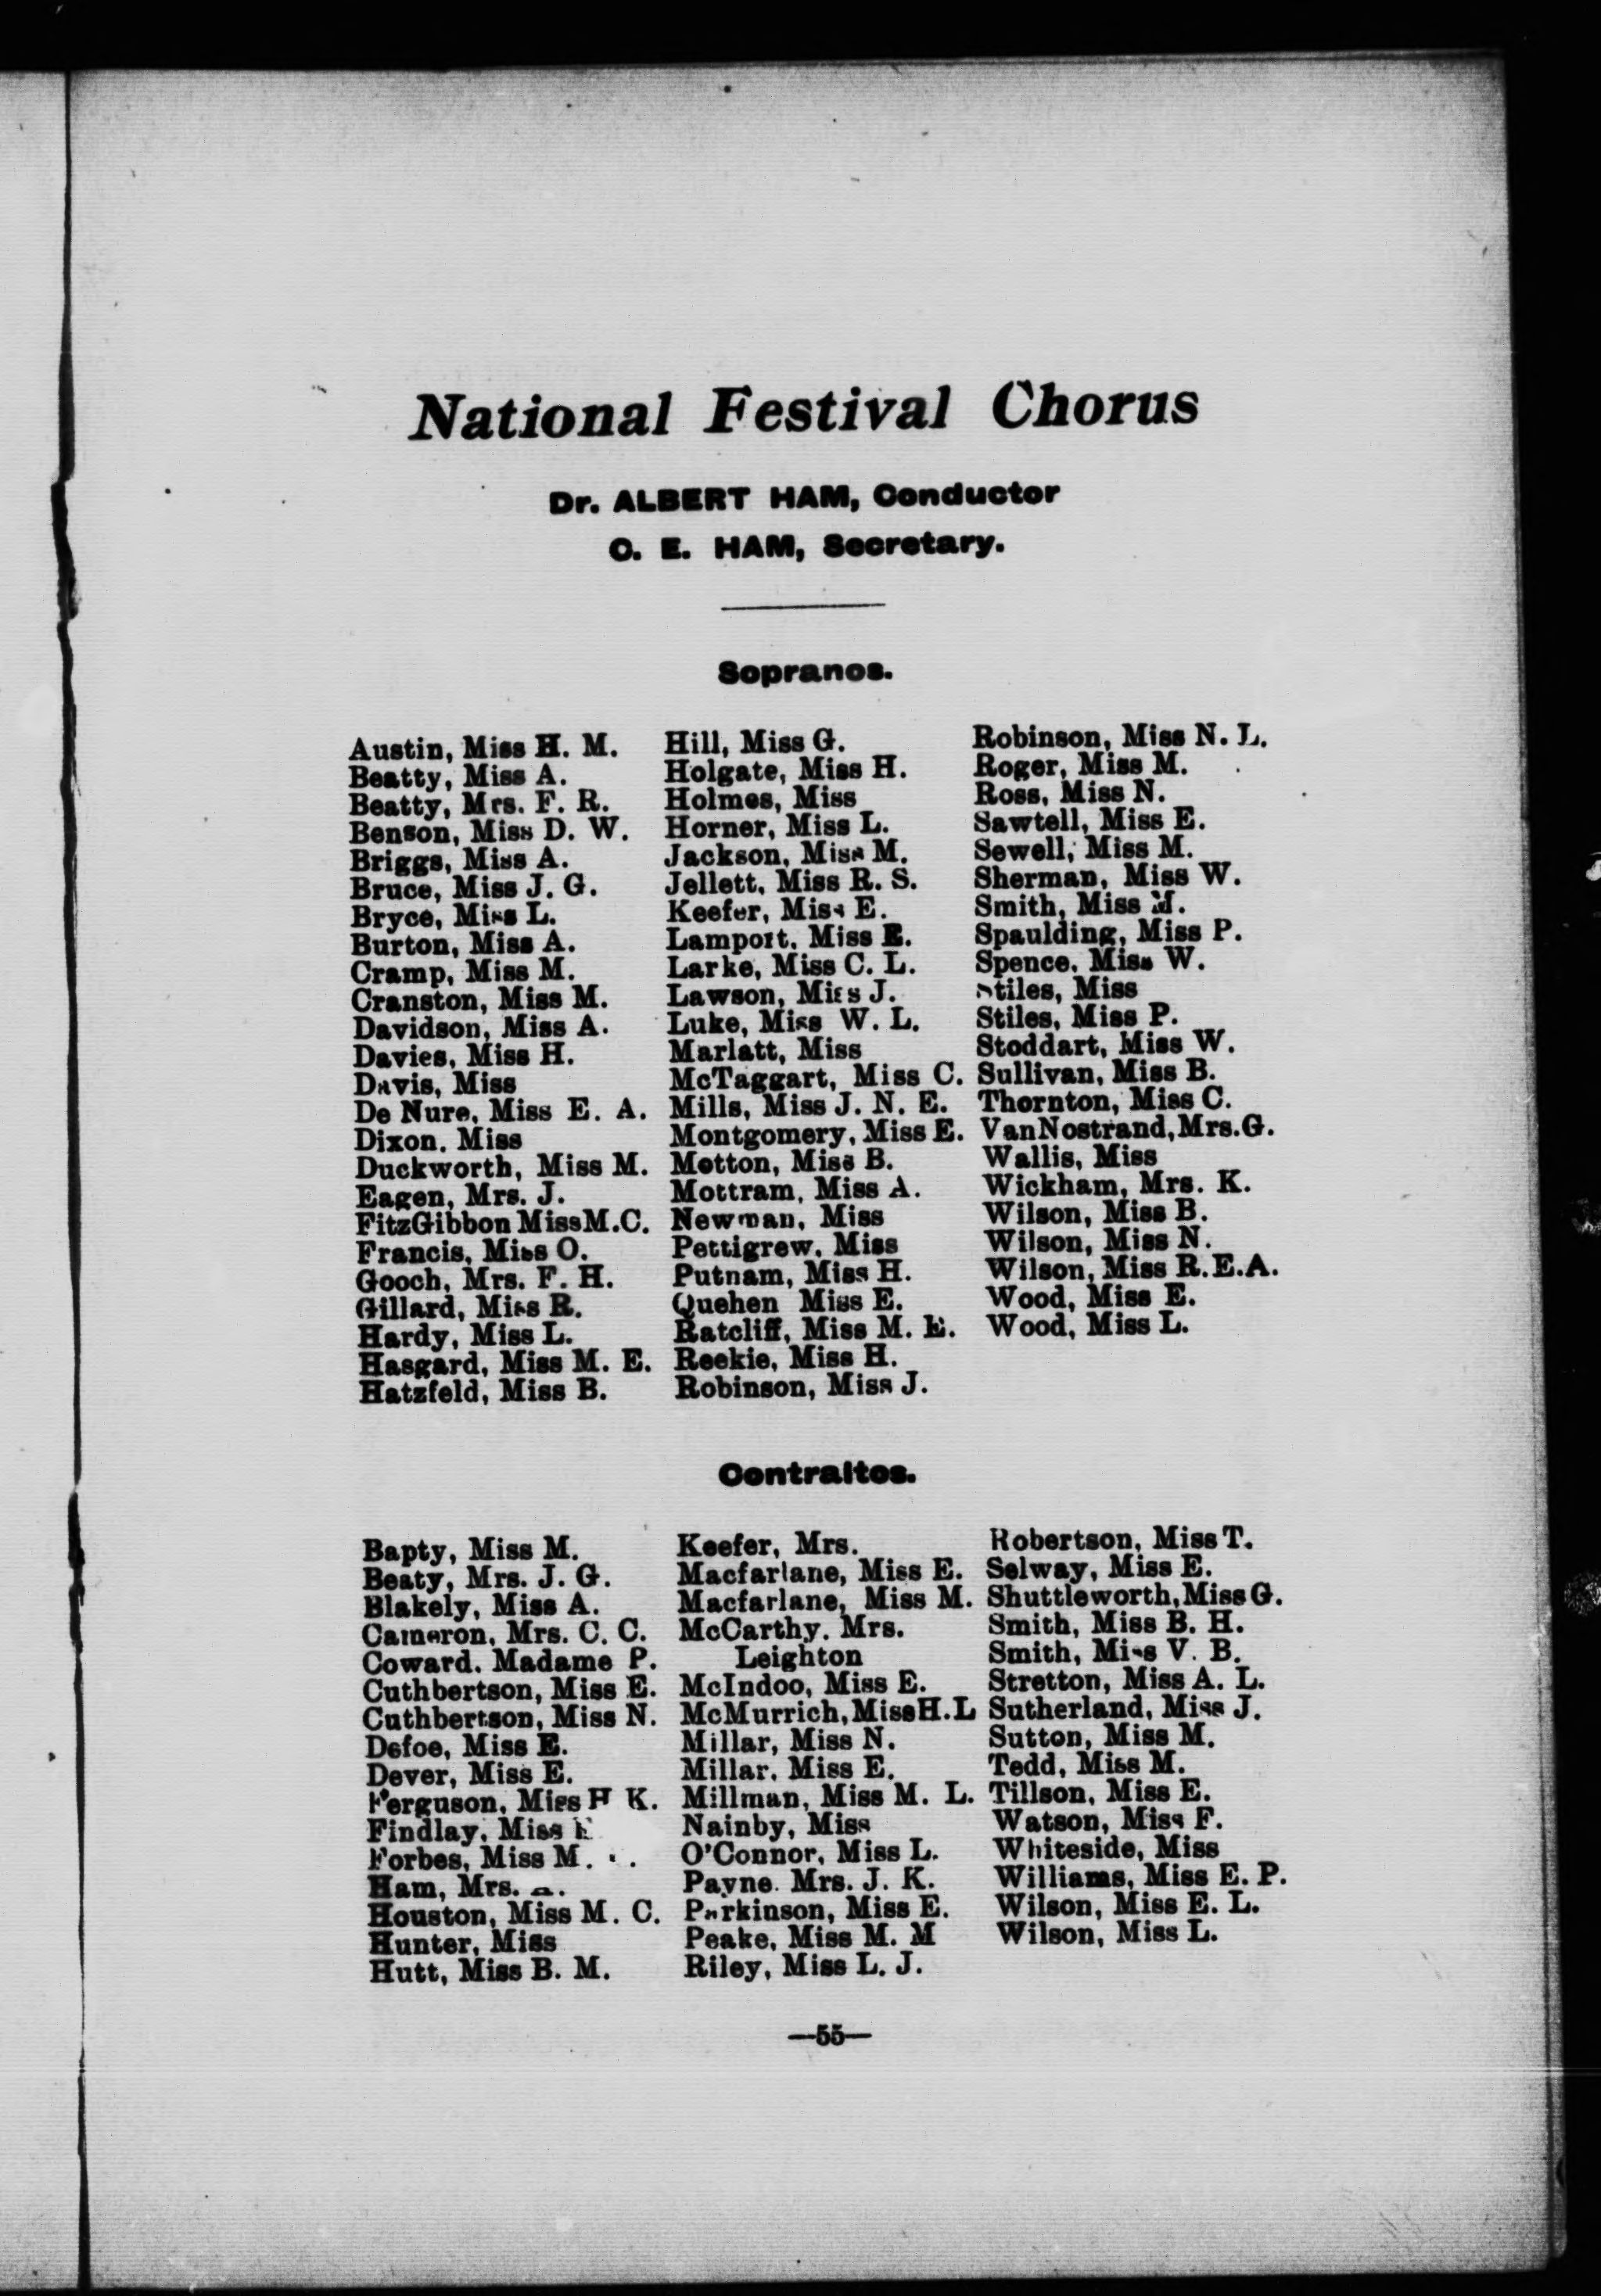 National Festival Chorus
Dr. ALBERT HAM, Conductor
C. E. HAM, Secretary.
Sopranos.
Austin, Miss H. M.
Beatty, Miss A.
Beatty, Mrs. F. R.
Benson, Miss D. W.
Briggs, Miss A.
Bruce, Miss J. G.
Bryce, Miss L.
Burton, Miss A.
Cramp, Miss M.
Cranston, Miss M.
Davidson, Miss A.
Davies, Miss H.
Davis, Miss
De Nure, Miss E. A.
Dixon. Miss
Duckworth, Miss M.
Eagen, Mrs. J.
FitzGibbon MissM.C.
Francis, Miss O.
Gooch, Mrs. F. H.
Gillard, Miss R.
Hardy, Miss L.
Hasgard, Miss M. E.
Hatzfeld, Miss B.
Hill, Miss G.
Holgate, Miss H.
Holmes, Miss
Horner, Miss L.
Jackson, Miss M.
Jellett, Miss R. S.
Keefer, Miss E.
Lamport, Miss E.
Larke, Miss C. L.
Lawson, Miss J.
Luke, Miss W. L.
Marlatt, Miss
McTaggart, Miss C.
Mills, Miss J. N. E.
Montgomery, Miss E.
Motton, Miss B.
Mottram, Miss A.
Newman, Miss
Pettigrew, Miss
Putnam, Miss H.
Quehen Miss E.
Ratcliff, Miss M. E.
Reekie, Miss H.
Robinson, Miss J.
Robinson, Miss N. L.
Roger, Miss M.
Ross, Miss N.
Sawtell, Miss E.
Sewell, Miss M.
Sherman, Miss W.
Smith, Miss M.
Spaulding, Miss P.
Spence, Miss W.
Stiles, Miss
Stiles, Miss P.
Stoddart, Miss W.
Sullivan, Miss B.
Thornton, Miss C.
VanNostrand, Mrs.G.
Wallis, Miss
Wickham, Mrs. K.
Wilson, Miss B.
Wilson, Miss N.
Wilson, Miss R.E.A.
Wood, Miss E.
Wood, Miss L.
Contraltos.
Bapty, Miss M.
Beaty, Mrs. J. G.
Blakely, Miss A.
Cameron, Mrs. C. C.
Coward. Madame P.
Cuthbertson, Miss E.
Cuthbertson, Miss N.
Defoe, Miss E.
Dever, Miss E.
Ferguson, Miss H K.
Findlay, Miss
Forbes, Miss M.
Ham, Mrs.
Houston, Miss M. C.
Hunter, Miss
Hutt, Miss B. M.
Keefer, Mrs.
Macfarlane, Miss E.
Macfarlane, Miss M.
McCarthy. Mrs.
Leighton
McIndoo, Miss E.
McMurrich, MissH.L
Millar, Miss N.
Millar. Miss E.
Millman, Miss M. L.
Nainby, Miss
O'Connor, Miss L.
Payne. Mrs. J. K.
Parkinson, Miss E.
Peake, Miss M. M
Riley, Miss L. J.
Robertson, Miss T.
Selway, Miss E.
Shuttleworth, Miss G.
Smith, Miss B. H.
Smith, Miss V. B.
Stretton, Miss A. L.
Sutherland, Miss J.
Sutton, Miss M.
Tedd, Miss M.
Tillson, Miss E.
Watson, Miss F.
Whiteside, Miss
Williams, Miss E. P.
Wilson, Miss E. L.
Wilson, Miss L.
—55—